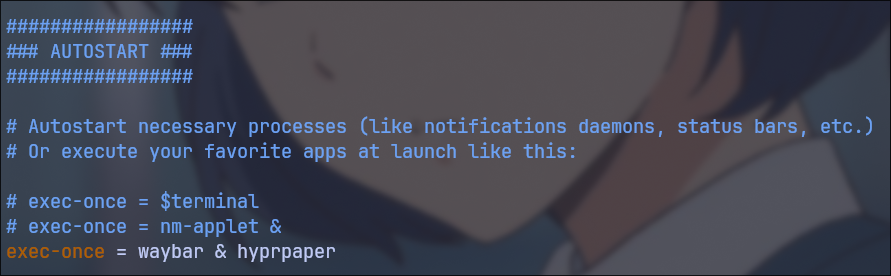 #################
### AUTOSTART ###
#################
# Autostart necessary processes (like notifications daemons, status bars, etc.)
# Or execute your favorite apps at launch like this:
# exec-once = $terminal
# exec-once = nm-applet &
exec-once = waybar & hyprpaper